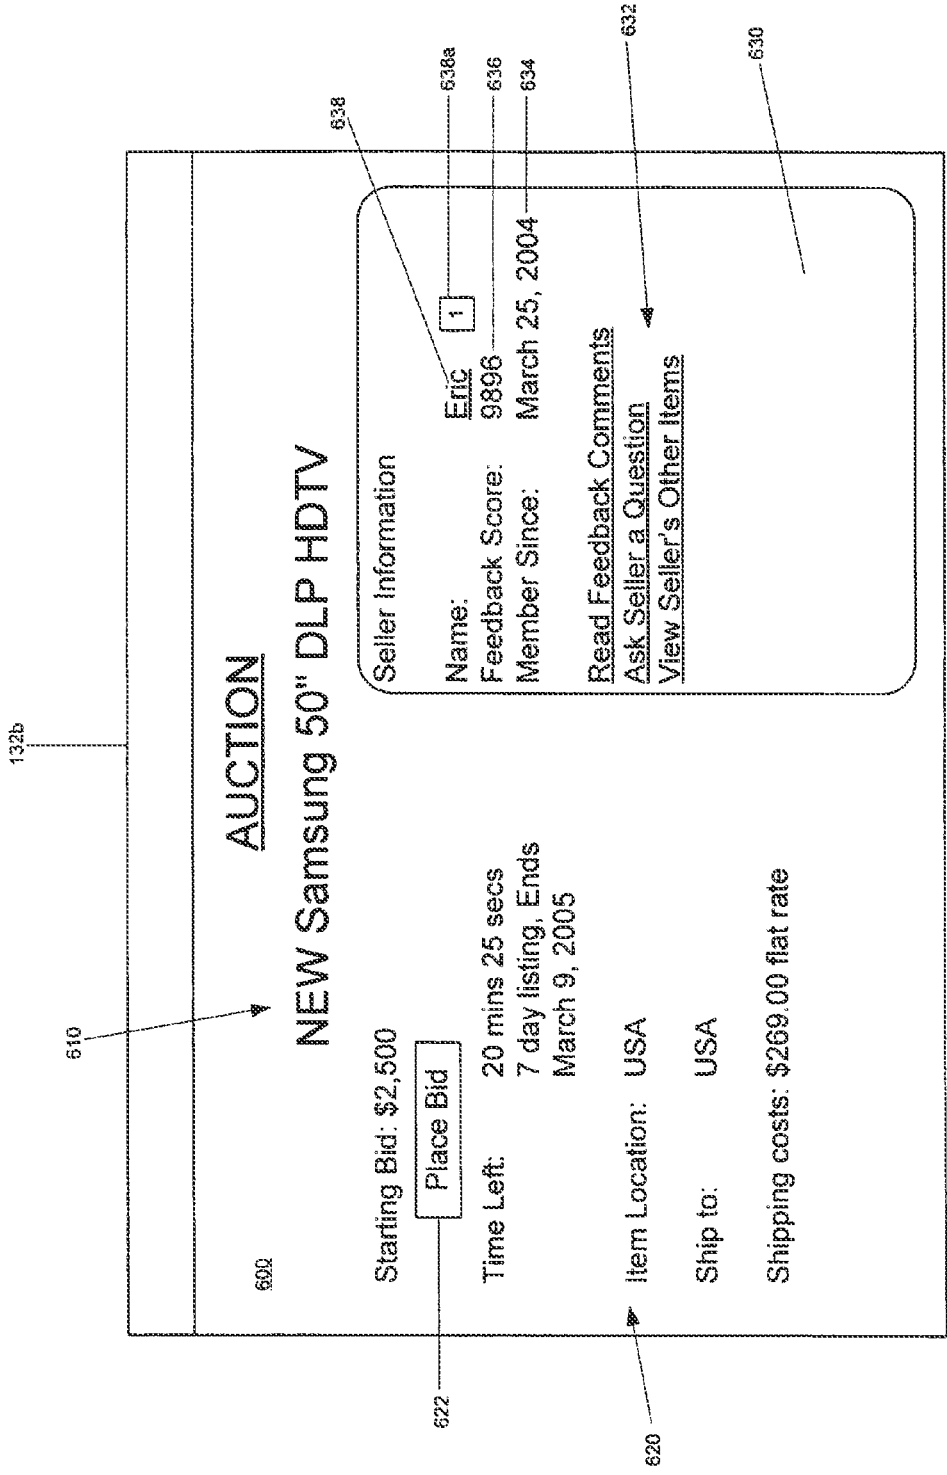 132b
610
600
AUCTION
NEW Samsung 50" DLP HDTV
Starting Bid: $2,500
Place Bid
622
Time Left: 20 mins 25 secs
7 day listing, Ends
March 9, 2005
Item Location: USA
620
Ship to: USA
Shipping costs: $269.00 flat rate
Seller Information
638
Name: Eric 1
638a
Feedback Score: 9896
636
Member Since: March 25, 2004
634
Read Feedback Comments
Ask Seller a Question
View Seller's Other Items
632
630